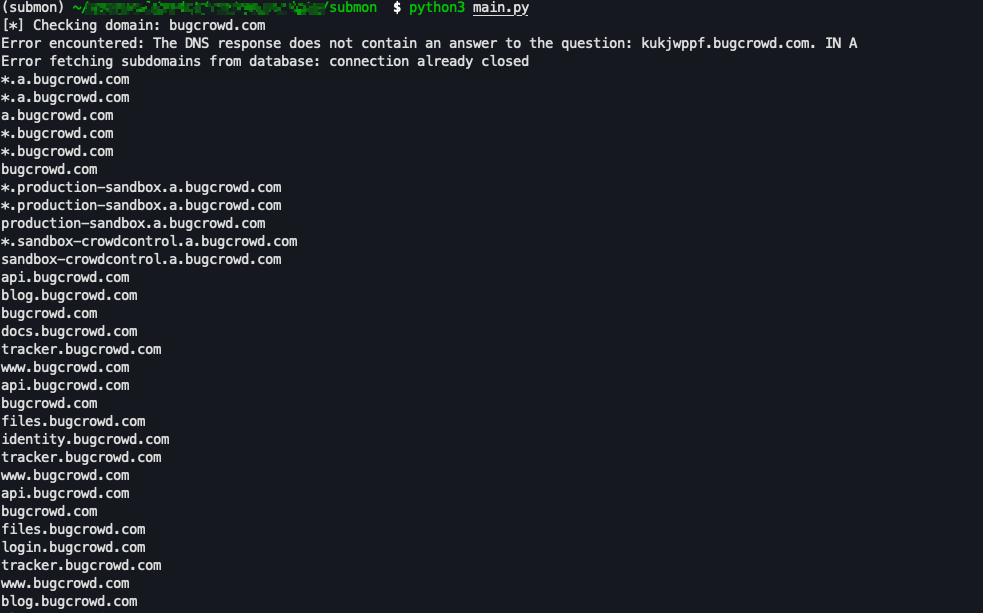 (submon) ~/ /submon $ python3 main.py
[*] Checking domain: bugcrowd.com
Error encountered: The DNS response does not contain an answer to the question: kukjwppf.bugcrowd.com. IN A
Error fetching subdomains from database: connection already closed
*.a.bugcrowd.com
*.a.bugcrowd.com
a.bugcrowd.com
*.bugcrowd.com
*.bugcrowd.com
bugcrowd.com
*.production-sandbox.a.bugcrowd.com
*.production-sandbox.a.bugcrowd.com
production-sandbox.a.bugcrowd.com
*.sandbox-crowdcontrol.a.bugcrowd.com
sandbox-crowdcontrol.a.bugcrowd.com
api.bugcrowd.com
blog.bugcrowd.com
bugcrowd.com
docs.bugcrowd.com
tracker.bugcrowd.com
www.bugcrowd.com
api.bugcrowd.com
bugcrowd.com
files.bugcrowd.com
identity.bugcrowd.com
tracker.bugcrowd.com
www.bugcrowd.com
api.bugcrowd.com
bugcrowd.com
files.bugcrowd.com
login.bugcrowd.com
tracker.bugcrowd.com
www.bugcrowd.com
blog.bugcrowd.com